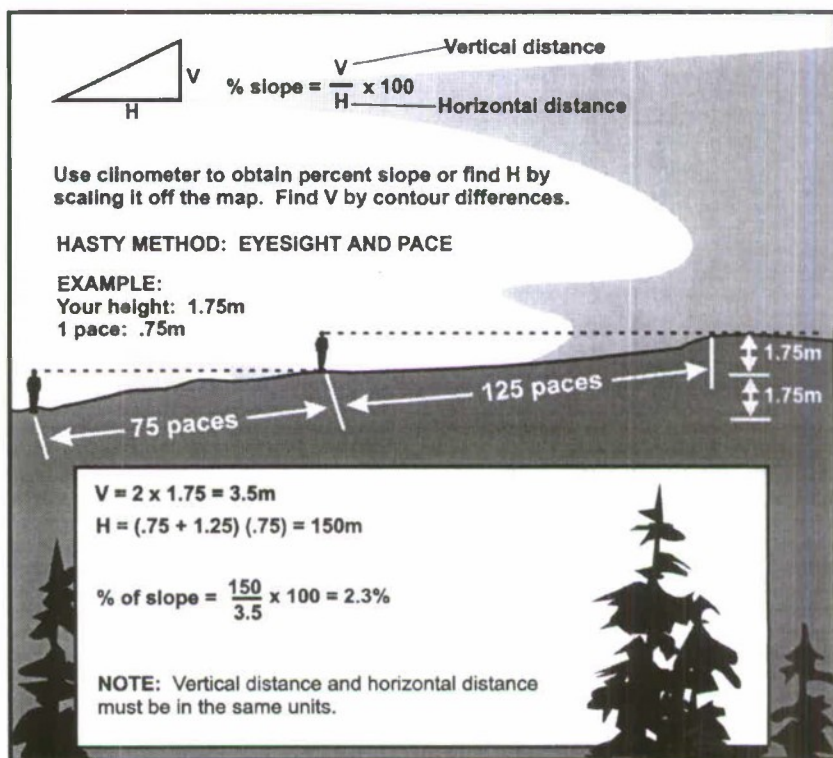 Vertical distance
V
% slope = V/H x 100
H
Horizontal distance
Use clinometer to obtain percent slope or find H by
scaling it off the map. Find V by contour differences.
HASTY METHOD: EYESIGHT AND PACE
EXAMPLE:
Your height: 1.75m
1 pace: .75m
1.75m
125 paces
1.75m
75 paces
V = 2 x 1.75 = 3.5m
H = (.75 + 1.25) (.75) = 150m
% of slope = 150/3.5 x 100 = 2.3%
NOTE: Vertical distance and horizontal distance
must be in the same units.